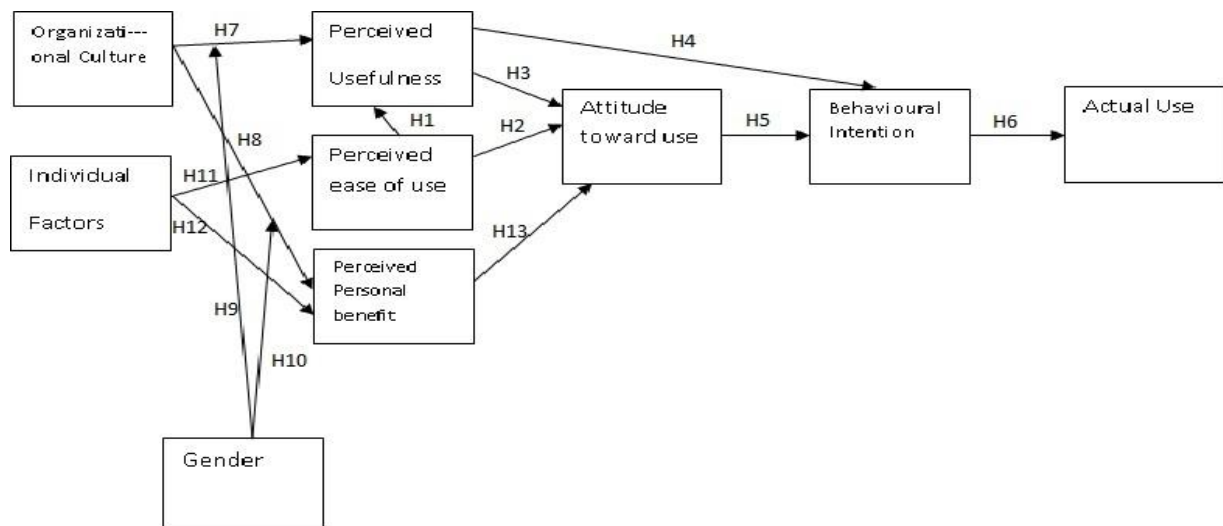 Organizati---
onal Culture
H7
Perceived
Usefulness
H4
H3
Attitude
toward use
H5
Behavioural
Intention
H6
Actual Use
H1
H2
H8
Individual
Factors
H11
H12
Perceived
ease of use
H13
Perceived
Personal
benefit
H9
H10
Gender